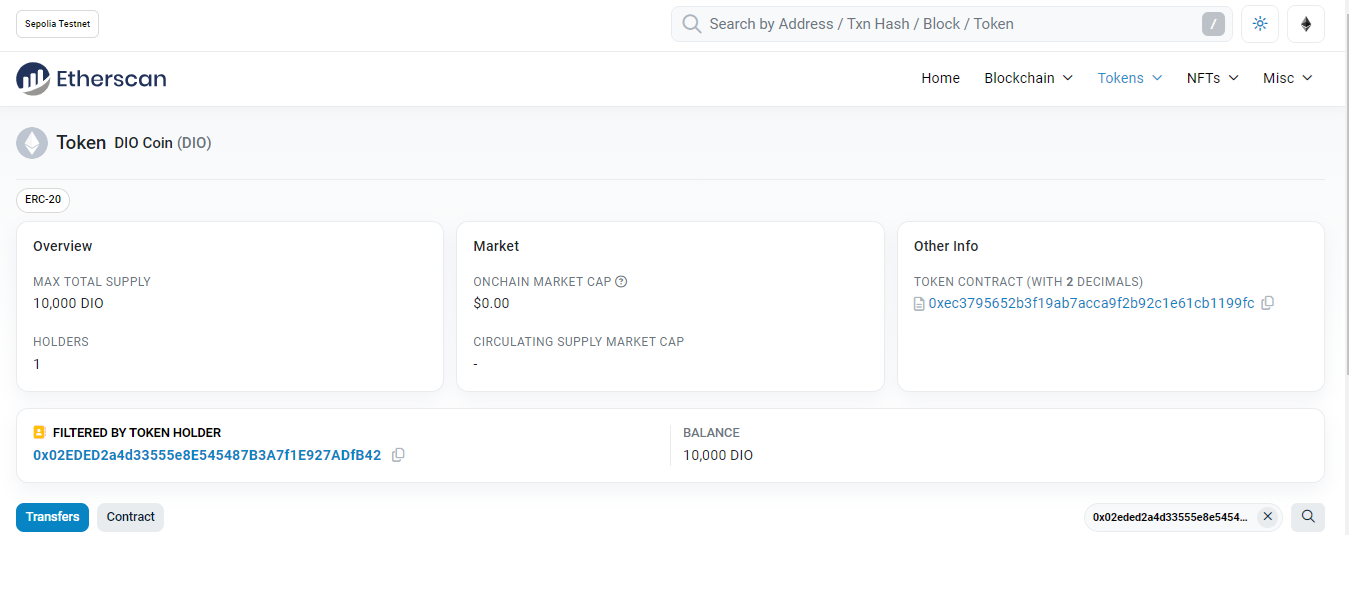 Sepolia Testnet
Search by Address / Txn Hash / Block / Token
/
Etherscan
Home Blockchain Tokens NFTs Misc
Token DIO Coin (DIO)
ERC-20
Overview
MAX TOTAL SUPPLY
10,000 DIO
HOLDERS
1
Market
ONCHAIN MARKET CAP ?
$0.00
CIRCULATING SUPPLY MARKET CAP
-
Other Info
TOKEN CONTRACT (WITH 2 DECIMALS)
0xec3795652b3f19ab7acca9f2b92c1e61cb1199fc
FILTERED BY TOKEN HOLDER
0x02EDED2a4d33555e8E545487B3A7f1E927ADfB42
BALANCE
10,000 DIO
Transfers Contract
0x02eded2a4d33555e8e5454...